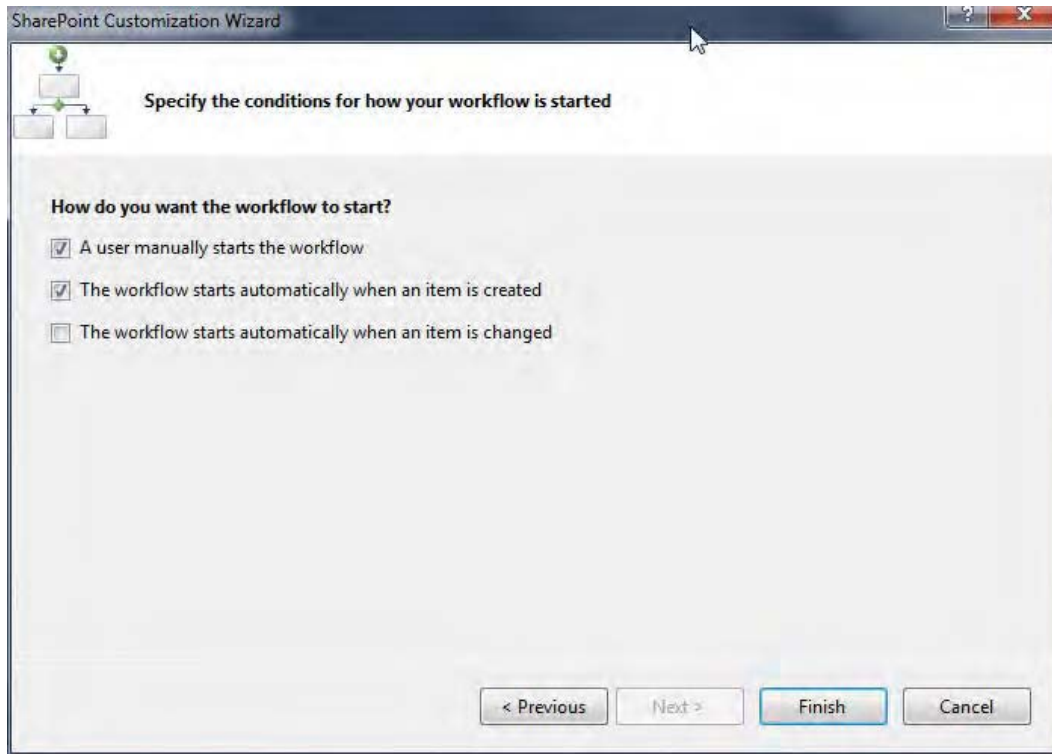 SharePoint Customization Wizard
?
Specify the conditions for how your workflow is started
How do you want the workflow to start?
A user manually starts the workflow
The workflow starts automatically when an item is created
The workflow starts automatically when an item is changed
< Previous
Next >
Finish
Cancel